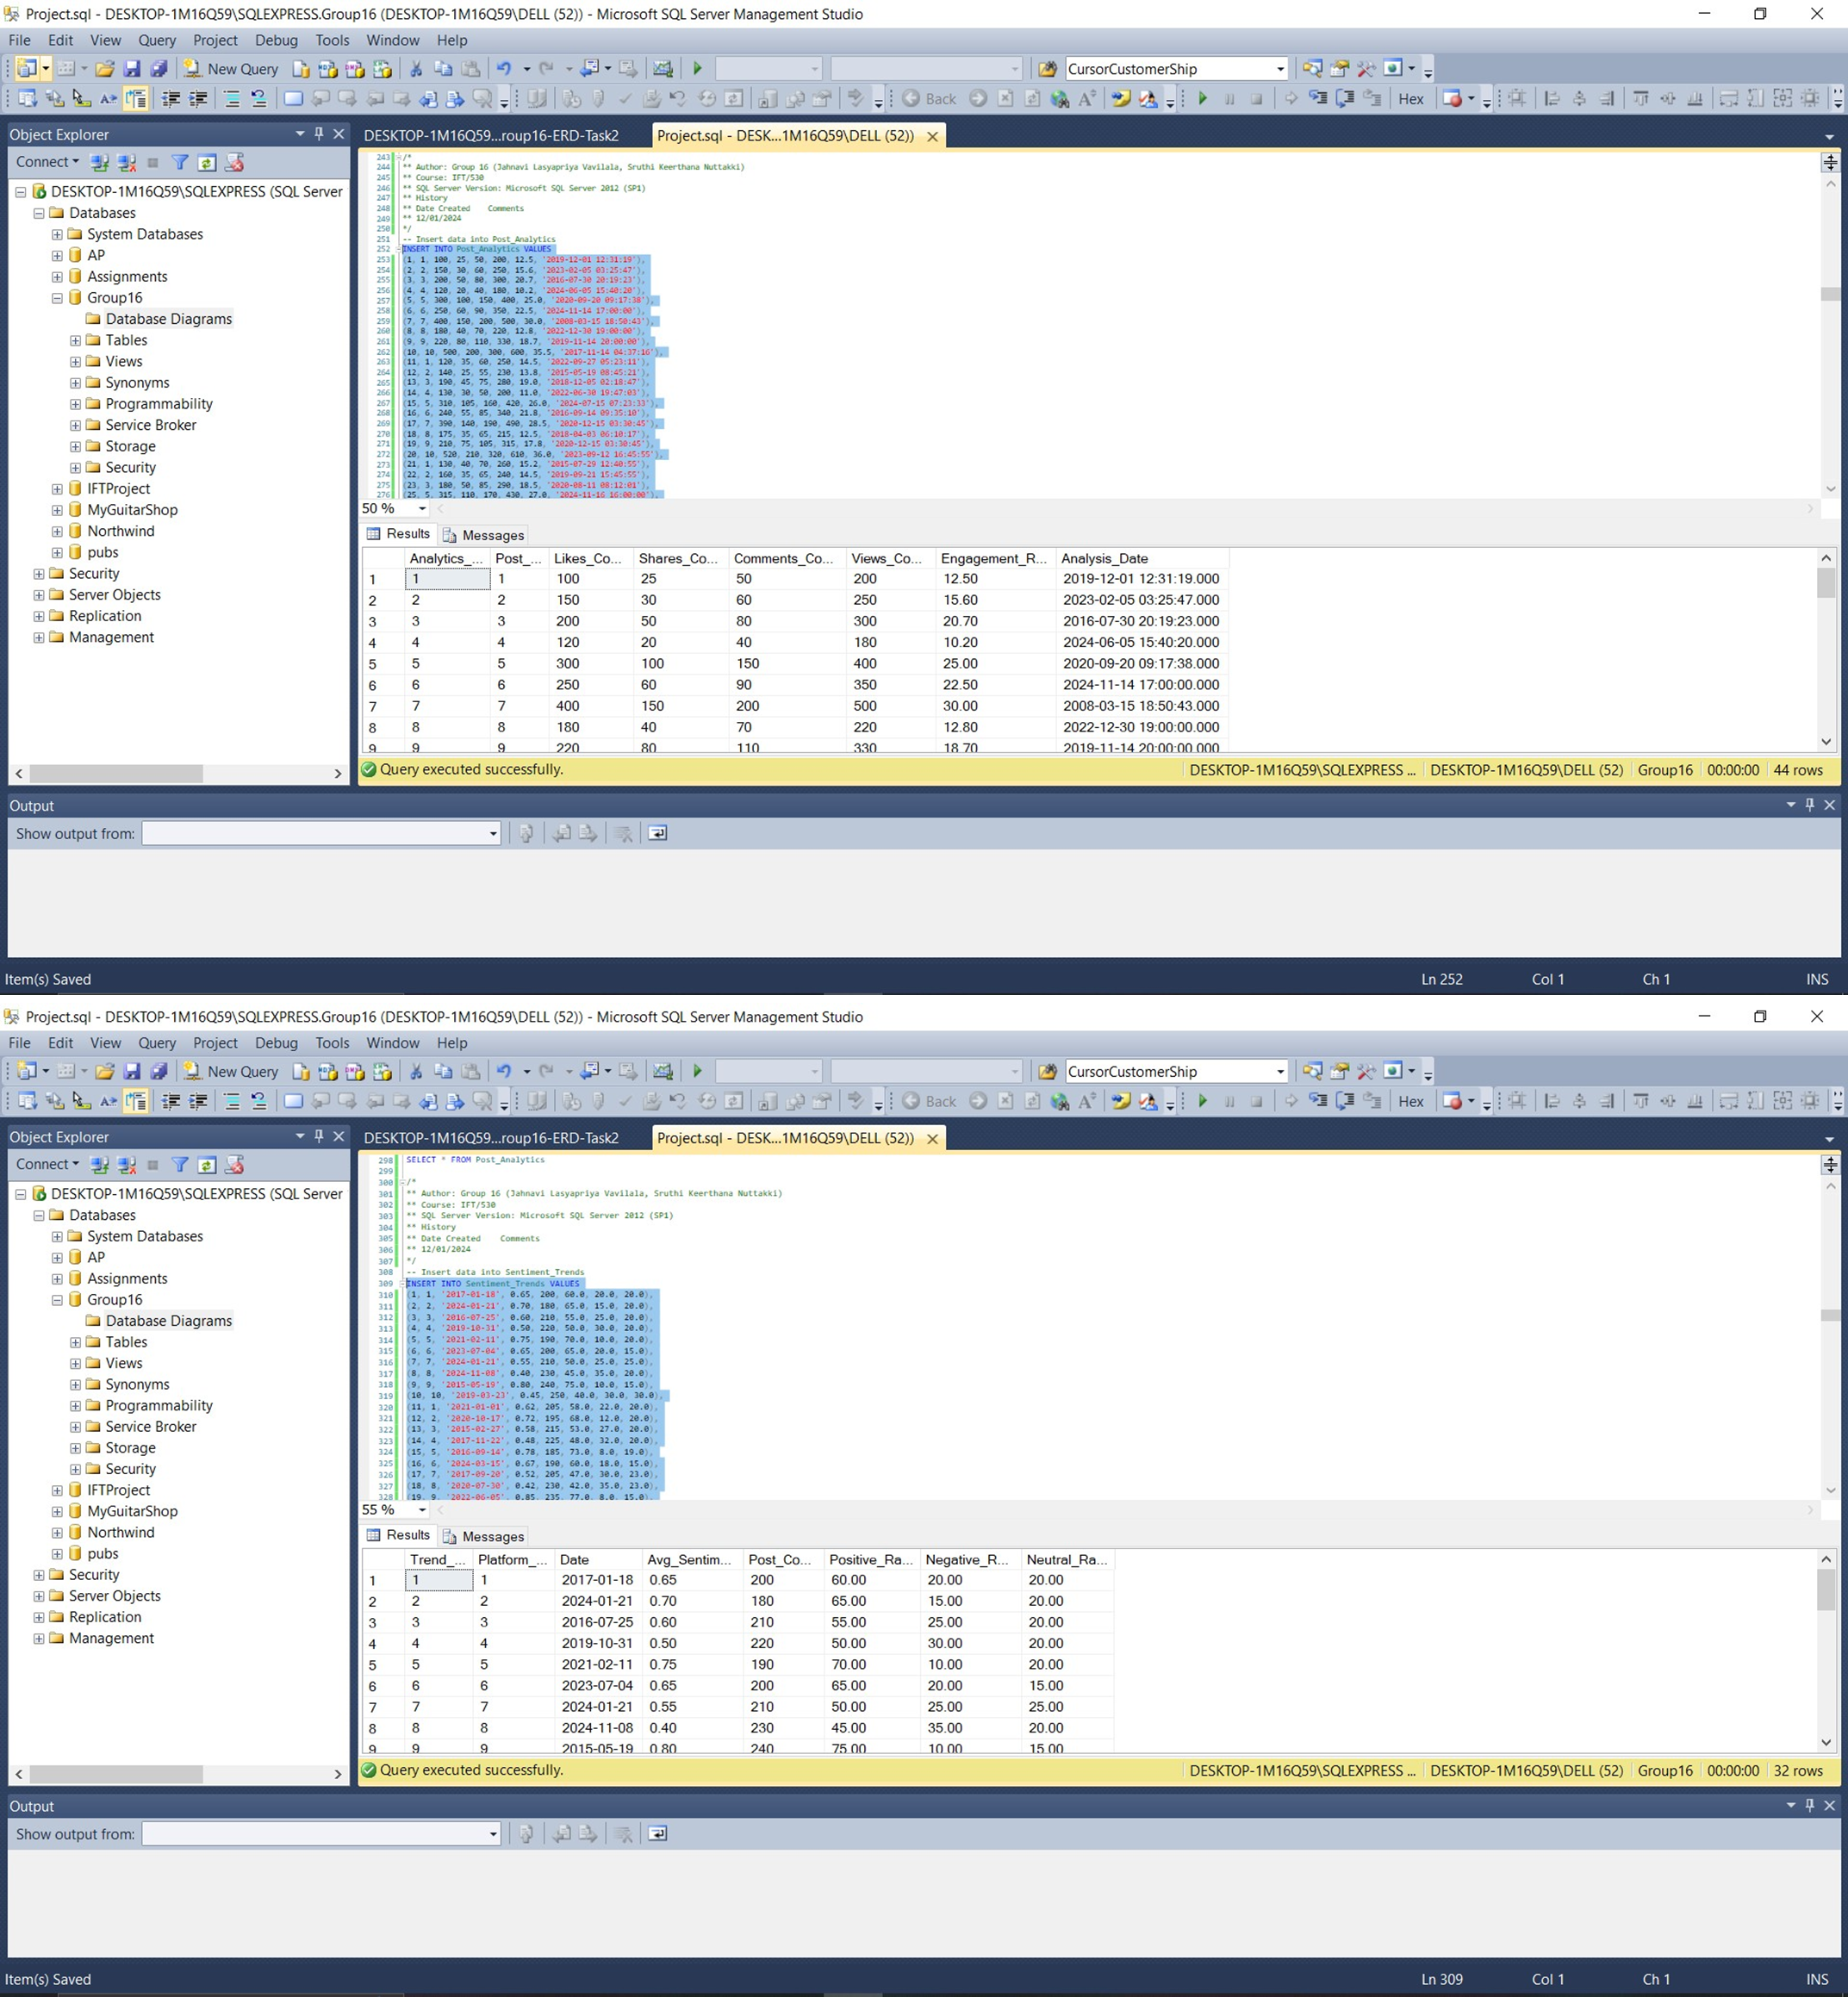 Project.sql - DESKTOP-1M16Q59\SQLEXPRESS.Group16 (DESKTOP-1M16Q59\DELL (52)) - Microsoft SQL Server Management Studio
File Edit View Query Project Debug Tools Window Help
New Query CursorCustomerShip
Back Hex
Object Explorer
Connect
DESKTOP-1M16Q59\SQLEXPRESS (SQL Server
Databases
System Databases
AP
Assignments
Group16
Database Diagrams
Tables
Views
Synonyms
Programmability
Service Broker
Storage
Security
IFTProject
MyGuitarShop
Northwind
pubs
Security
Server Objects
Replication
Management
DESKTOP-1M16Q59...roup16-ERD-Task2 Project.sql - DESK...1M16Q59\DELL (52))
243 /*
244 ** Author: Group 16 (Jahnavi Lasyapriya Vavilala, Sruthi Keerthana Nuttakki)
245 ** Course: IFT/530
246 ** SQL Server Version: Microsoft SQL Server 2012 (SP1)
247 ** History
248 ** Date Created Comments
249 ** 12/01/2024
250 */
251 -- Insert data into Post_Analytics
252 INSERT INTO Post_Analytics VALUES
253 (1, 1, 100, 25, 50, 200, 12.5, '2019-12-01 12:31:19'),
254 (2, 2, 150, 30, 60, 250, 15.6, '2023-02-05 03:25:47'),
255 (3, 3, 200, 50, 80, 300, 20.7, '2016-07-30 20:19:23'),
256 (4, 4, 120, 20, 40, 180, 10.2, '2024-06-05 15:40:20'),
257 (5, 5, 300, 100, 150, 400, 25.0, '2020-09-20 09:17:38'),
258 (6, 6, 250, 60, 90, 350, 22.5, '2024-11-14 17:00:00'),
259 (7, 7, 400, 150, 200, 500, 30.0, '2008-03-15 18:50:43'),
260 (8, 8, 180, 40, 70, 220, 12.8, '2022-12-30 19:00:00'),
261 (9, 9, 220, 80, 110, 330, 18.7, '2019-11-14 20:00:00'),
262 (10, 10, 500, 200, 300, 600, 35.5, '2017-11-14 04:37:16'),
263 (11, 1, 120, 35, 60, 250, 14.5, '2022-09-27 05:23:11'),
264 (12, 2, 140, 25, 55, 230, 13.8, '2015-05-19 08:45:21'),
265 (13, 3, 190, 45, 75, 280, 19.0, '2018-12-05 02:18:47'),
266 (14, 4, 130, 30, 50, 200, 11.0, '2022-06-30 19:47:03'),
267 (15, 5, 310, 105, 160, 420, 26.0, '2024-07-15 07:23:33'),
268 (16, 6, 240, 55, 85, 340, 21.8, '2016-09-14 09:35:10'),
269 (17, 7, 390, 140, 190, 490, 28.5, '2020-12-15 03:30:45'),
270 (18, 8, 175, 35, 65, 215, 12.5, '2018-04-03 06:10:17'),
271 (19, 9, 210, 75, 105, 315, 17.8, '2020-12-15 03:30:45'),
272 (20, 10, 520, 210, 320, 610, 36.0, '2023-09-12 16:45:55'),
273 (21, 1, 130, 40, 70, 260, 15.2, '2015-07-29 12:40:55'),
274 (22, 2, 160, 35, 65, 240, 14.5, '2019-09-21 15:45:55'),
275 (23, 3, 180, 50, 85, 290, 18.5, '2020-08-11 08:12:01'),
276 (25, 5, 315, 110, 170, 430, 27.0, '2024-11-16 16:00:00'),
50 %
Results Messages
Analytics_... Post_... Likes_Co... Shares_Co... Comments_Co... Views_Co... Engagement_R... Analysis_Date
1 1 1 100 25 50 200 12.50 2019-12-01 12:31:19.000
2 2 2 150 30 60 250 15.60 2023-02-05 03:25:47.000
3 3 3 200 50 80 300 20.70 2016-07-30 20:19:23.000
4 4 4 120 20 40 180 10.20 2024-06-05 15:40:20.000
5 5 5 300 100 150 400 25.00 2020-09-20 09:17:38.000
6 6 6 250 60 90 350 22.50 2024-11-14 17:00:00.000
7 7 7 400 150 200 500 30.00 2008-03-15 18:50:43.000
8 8 8 180 40 70 220 12.80 2022-12-30 19:00:00.000
9 9 9 220 80 110 330 18.70 2019-11-14 20:00:00.000
Query executed successfully. DESKTOP-1M16Q59\SQLEXPRESS ... DESKTOP-1M16Q59\DELL (52) Group16 00:00:00 44 rows
Output
Show output from:
Item(s) Saved Ln 252 Col 1 Ch 1 INS
Project.sql - DESKTOP-1M16Q59\SQLEXPRESS.Group16 (DESKTOP-1M16Q59\DELL (52)) - Microsoft SQL Server Management Studio
File Edit View Query Project Debug Tools Window Help
New Query CursorCustomerShip
Back Hex
Object Explorer
Connect
DESKTOP-1M16Q59\SQLEXPRESS (SQL Server
Databases
System Databases
AP
Assignments
Group16
Database Diagrams
Tables
Views
Synonyms
Programmability
Service Broker
Storage
Security
IFTProject
MyGuitarShop
Northwind
pubs
Security
Server Objects
Replication
Management
DESKTOP-1M16Q59...roup16-ERD-Task2 Project.sql - DESK...1M16Q59\DELL (52))
298 SELECT * FROM Post_Analytics
299
300 /*
301 ** Author: Group 16 (Jahnavi Lasyapriya Vavilala, Sruthi Keerthana Nuttakki)
302 ** Course: IFT/530
303 ** SQL Server Version: Microsoft SQL Server 2012 (SP1)
304 ** History
305 ** Date Created Comments
306 ** 12/01/2024
307 */
308 -- Insert data into Sentiment_Trends
309 INSERT INTO Sentiment_Trends VALUES
310 (1, 1, '2017-01-18', 0.65, 200, 60.0, 20.0, 20.0),
311 (2, 2, '2024-01-21', 0.70, 180, 65.0, 15.0, 20.0),
312 (3, 3, '2016-07-25', 0.60, 210, 55.0, 25.0, 20.0),
313 (4, 4, '2019-10-31', 0.50, 220, 50.0, 30.0, 20.0),
314 (5, 5, '2021-02-11', 0.75, 190, 70.0, 10.0, 20.0),
315 (6, 6, '2023-07-04', 0.65, 200, 65.0, 20.0, 15.0),
316 (7, 7, '2024-01-21', 0.55, 210, 50.0, 25.0, 25.0),
317 (8, 8, '2024-11-08', 0.40, 230, 45.0, 35.0, 20.0),
318 (9, 9, '2015-05-19', 0.80, 240, 75.0, 10.0, 15.0),
319 (10, 10, '2019-03-23', 0.45, 250, 40.0, 30.0, 30.0),
320 (11, 1, '2021-01-01', 0.62, 205, 58.0, 22.0, 20.0),
321 (12, 2, '2020-10-17', 0.72, 195, 68.0, 12.0, 20.0),
322 (13, 3, '2015-02-27', 0.58, 215, 53.0, 27.0, 20.0),
323 (14, 4, '2017-11-22', 0.48, 225, 48.0, 32.0, 20.0),
324 (15, 5, '2016-09-14', 0.78, 185, 73.0, 8.0, 19.0),
325 (16, 6, '2024-03-15', 0.67, 190, 60.0, 18.0, 15.0),
326 (17, 7, '2017-09-20', 0.52, 205, 47.0, 30.0, 23.0),
327 (18, 8, '2020-07-30', 0.42, 230, 42.0, 35.0, 23.0),
328 (19, 9, '2022-06-05', 0.85, 235, 77.0, 8.0, 15.0),
55 %
Results Messages
Trend_... Platform_... Date Avg_Sentim... Post_Co... Positive_Ra... Negative_R... Neutral_Ra...
1 1 1 2017-01-18 0.65 200 60.00 20.00 20.00
2 2 2 2024-01-21 0.70 180 65.00 15.00 20.00
3 3 3 2016-07-25 0.60 210 55.00 25.00 20.00
4 4 4 2019-10-31 0.50 220 50.00 30.00 20.00
5 5 5 2021-02-11 0.75 190 70.00 10.00 20.00
6 6 6 2023-07-04 0.65 200 65.00 20.00 15.00
7 7 7 2024-01-21 0.55 210 50.00 25.00 25.00
8 8 8 2024-11-08 0.40 230 45.00 35.00 20.00
9 9 9 2015-05-19 0.80 240 75.00 10.00 15.00
Query executed successfully. DESKTOP-1M16Q59\SQLEXPRESS ... DESKTOP-1M16Q59\DELL (52) Group16 00:00:00 32 rows
Output
Show output from:
Item(s) Saved Ln 309 Col 1 Ch 1 INS